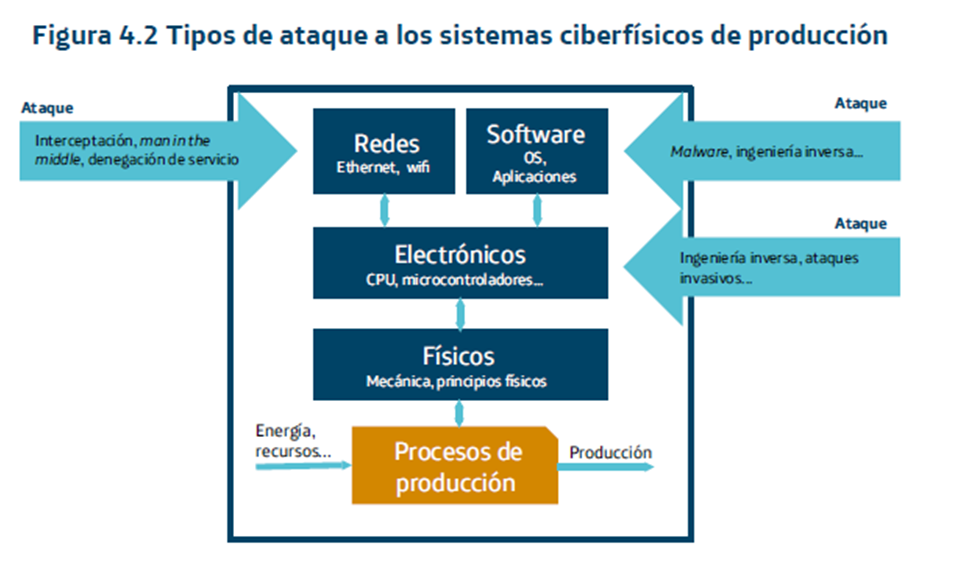 Figura 4.2 Tipos de ataque a los sistemas ciberfísicos de producción
Ataque
Interceptación, man in the
middle, denegación de servicio
Redes
Ethernet, wifi
Software
OS,
Aplicaciones
Ataque
Malware, ingeniería inversa...
Electrónicos
CPU, microcontroladores...
Ataque
Ingeniería inversa, ataques
invasivos...
Físicos
Mecánica, principios físicos
Energía,
recursos...
Procesos de
producción
Producción